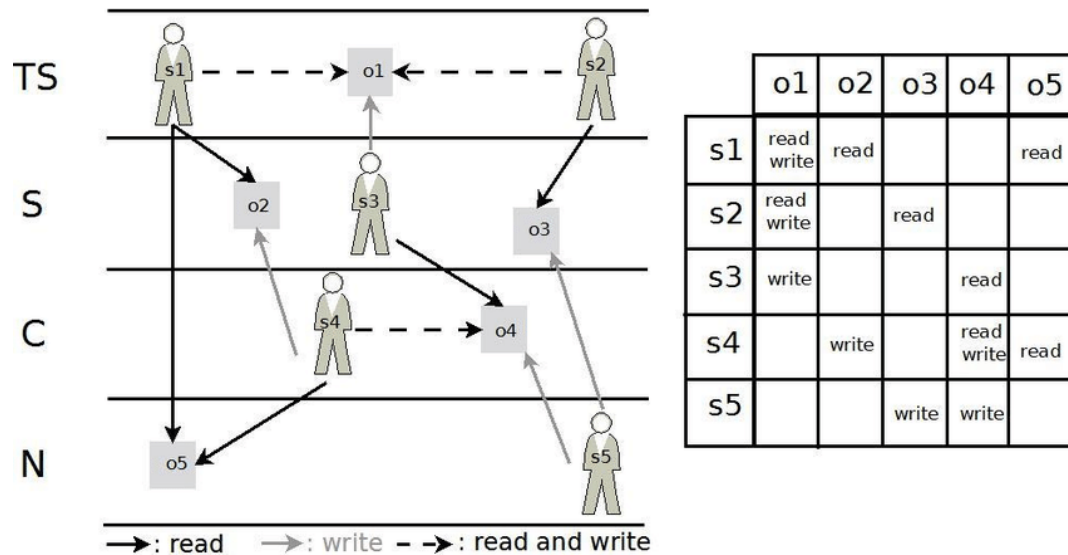 TS
s1
o1
s2
S
o2
s3
o3
C
s4
o4
N
o5
s5
: read : write : read and write
o1 o2 o3 o4 o5
s1 read write read read
s2 read write read
s3 write read
s4 write read write read
s5 write write